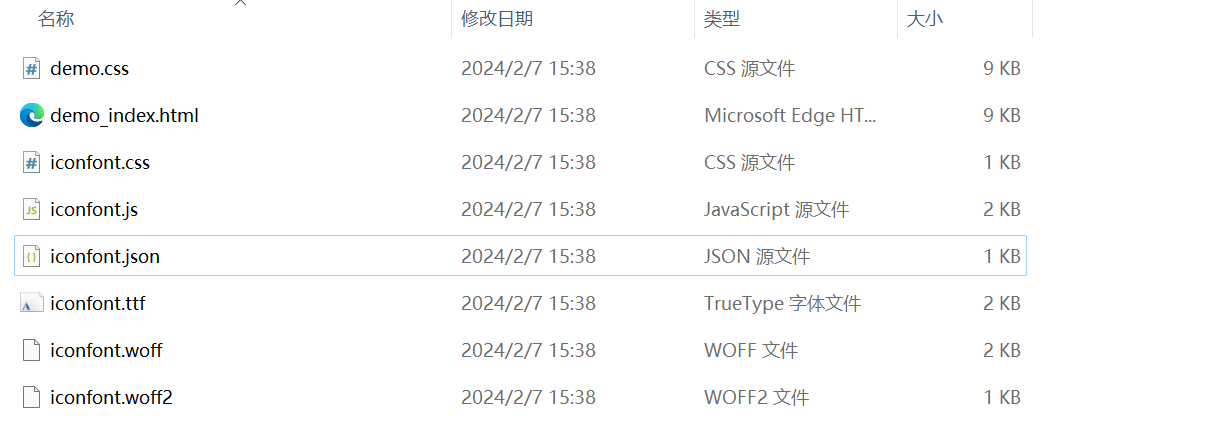 名称 修改日期 类型 大小
demo.css 2024/2/7 15:38 CSS 源文件 9 KB
demo_index.html 2024/2/7 15:38 Microsoft Edge HT... 9 KB
iconfont.css 2024/2/7 15:38 CSS 源文件 1 KB
iconfont.js 2024/2/7 15:38 JavaScript 源文件 2 KB
iconfont.json 2024/2/7 15:38 JSON 源文件 1 KB
iconfont.ttf 2024/2/7 15:38 TrueType 字体文件 2 KB
iconfont.woff 2024/2/7 15:38 WOFF 文件 2 KB
iconfont.woff2 2024/2/7 15:38 WOFF2 文件 1 KB